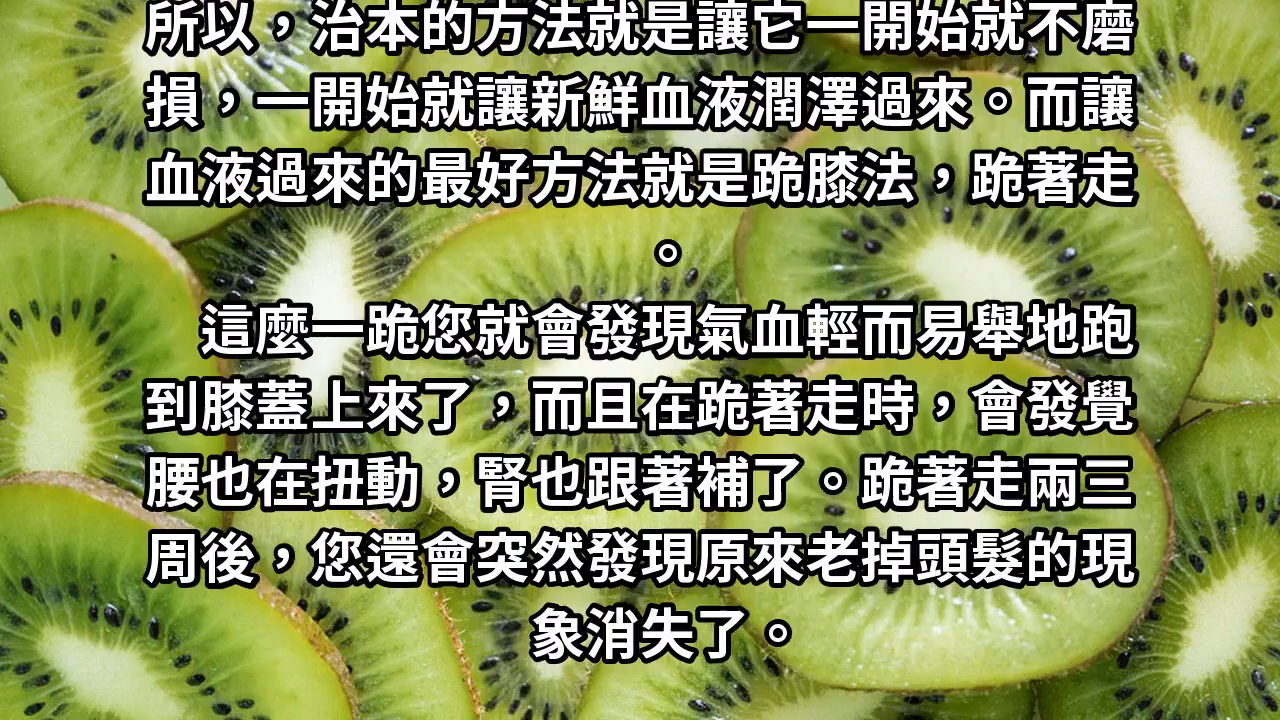 所以，治本的方法就是讓它一開始就不磨
損，一開始就讓新鮮血液潤澤過來。而讓
血液過來的最好方法就是跪膝法，跪著走
。
這麼一跪您就會發現氣血輕而易舉地跑
到膝蓋上來了，而且在跪著走時，會發覺
腰也在扭動，腎也跟著補了。跪著走兩三
周後，您還會突然發現原來老掉頭髮的現
象消失了。